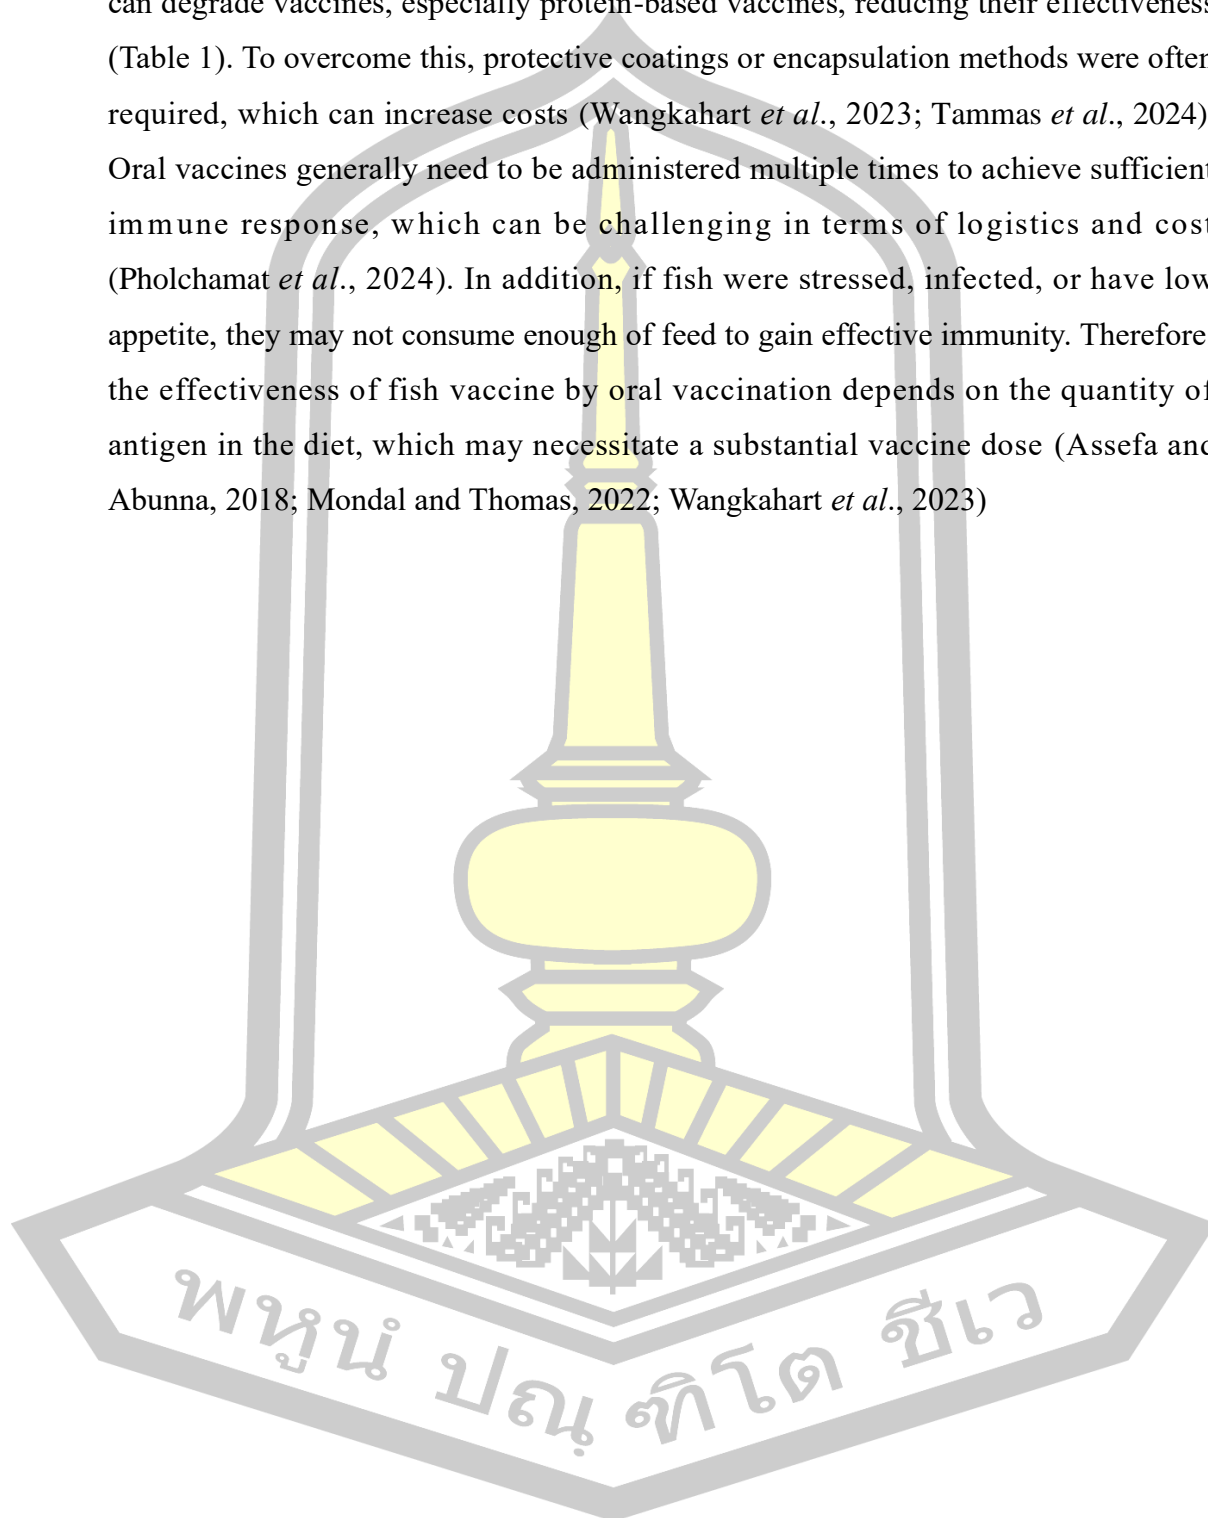 can degrade vaccines, especially protein-based vaccines, reducing their effectiveness
(Table 1). To overcome this, protective coatings or encapsulation methods were often
required, which can increase costs (Wangkahart et al., 2023; Tammas et al., 2024)
Oral vaccines generally need to be administered multiple times to achieve sufficient
immune response, which can be challenging in terms of logistics and cost
(Pholchamat et al., 2024). In addition, if fish were stressed, infected, or have low
appetite, they may not consume enough of feed to gain effective immunity. Therefore
the effectiveness of fish vaccine by oral vaccination depends on the quantity of
antigen in the diet, which may necessitate a substantial vaccine dose (Assefa and
Abunna, 2018; Mondal and Thomas, 2022; Wangkahart et al., 2023)
พหูนํ ปณฺฑิโต ชีเว